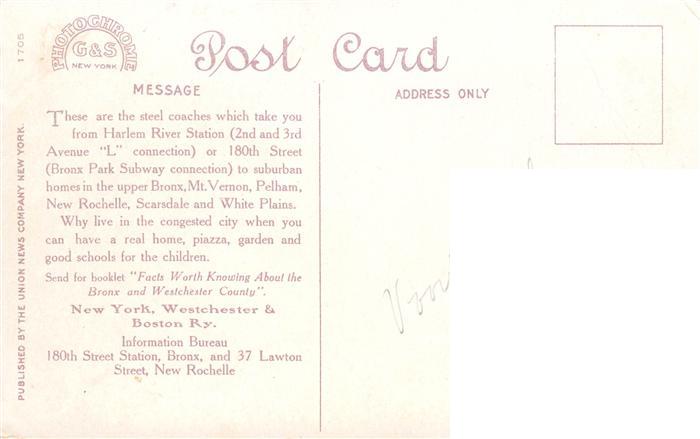 1705
PHOTOCHROME
G & S
NEW YORK
Post Card
MESSAGE
ADDRESS ONLY
These are the steel coaches which take you
from Harlem River Station (2nd and 3rd
Avenue "L" connection) or 180th Street
(Bronx Park Subway connection) to suburban
homes in the upper Bronx, Mt. Vernon, Pelham,
New Rochelle, Scarsdale and White Plains.
Why live in the congested city when you
can have a real home, piazza, garden and
good schools for the children.
Send for booklet "Facts Worth Knowing About the
Bronx and Westchester County".
New York, Westchester &
Boston Ry.
Information Bureau
180th Street Station, Bronx, and 37 Lawton
Street, New Rochelle
PUBLISHED BY THE UNION NEWS COMPANY NEW YORK.